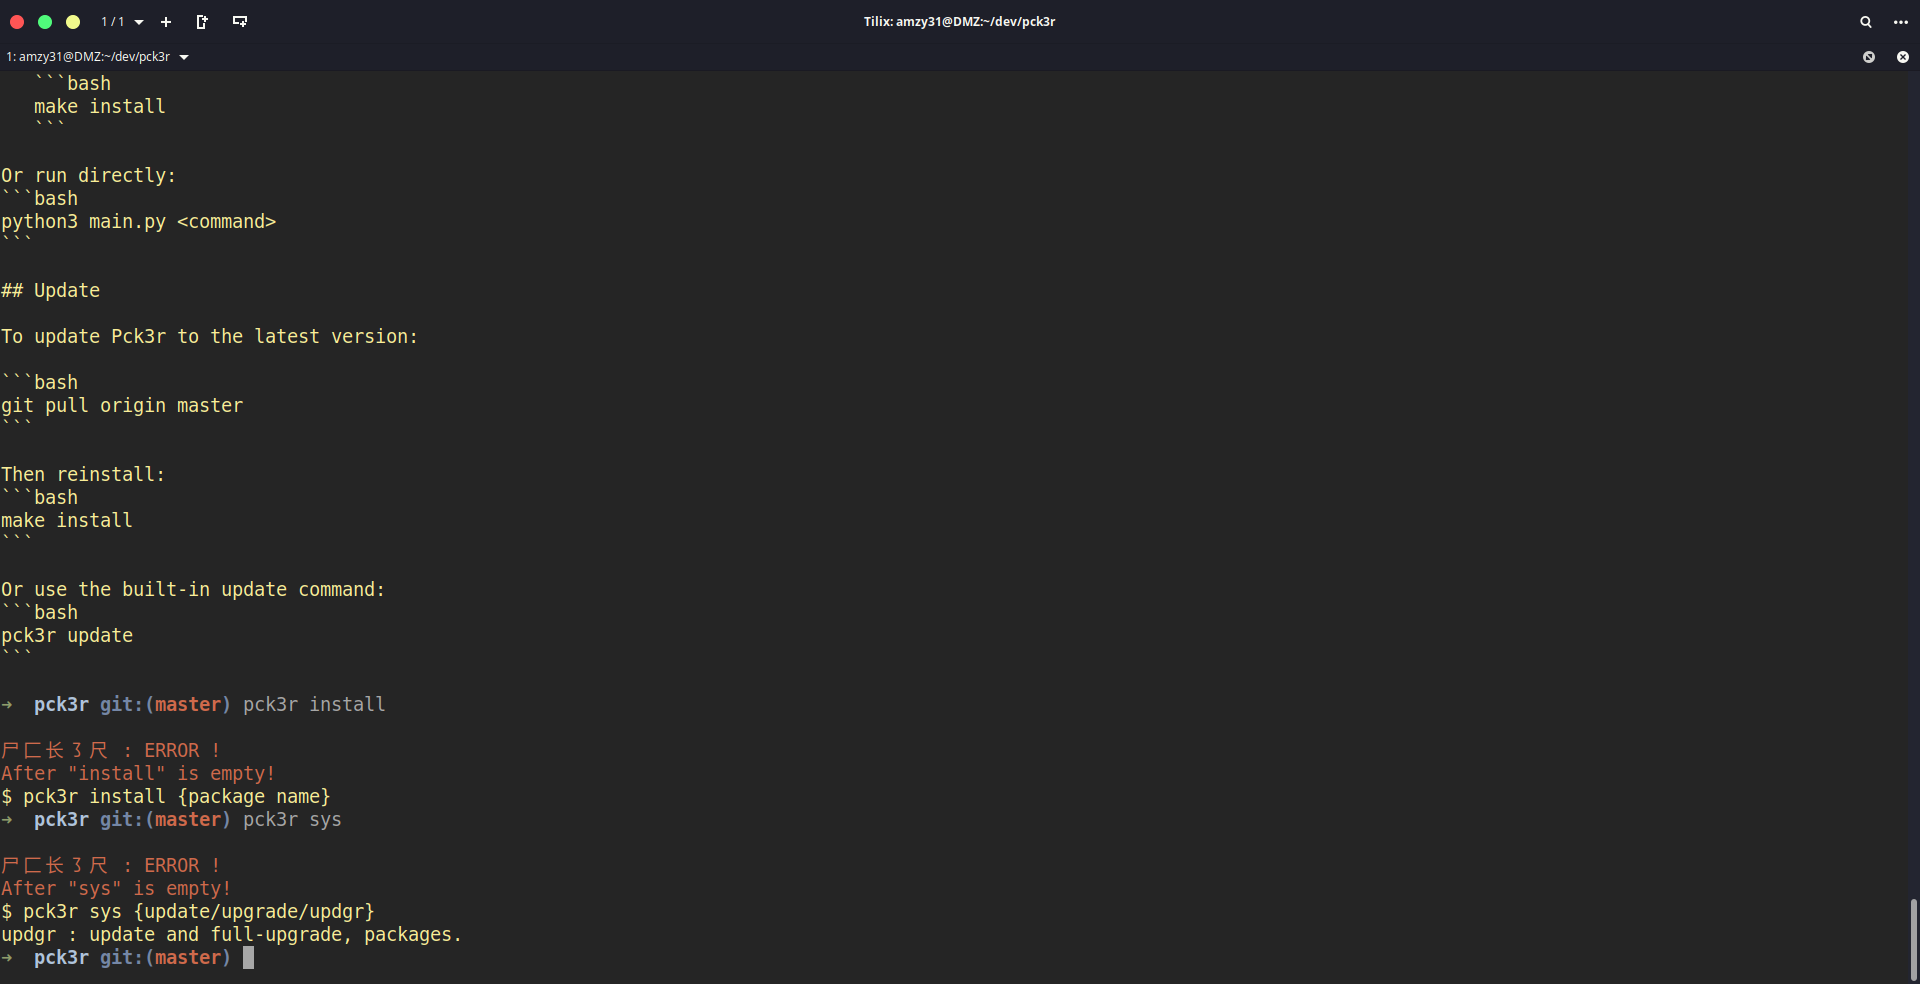 1 / 1
Tilix: amzy31@DMZ:~/dev/pck3r
1: amzy31@DMZ:~/dev/pck3r
```bash
make install
```
Or run directly:
```bash
python3 main.py <command>
```
## Update
To update Pck3r to the latest version:
```bash
git pull origin master
```
Then reinstall:
```bash
make install
```
Or use the built-in update command:
```bash
pck3r update
```
➜ pck3r git:(master) pck3r install
尸匚长㇌尺 : ERROR !
After "install" is empty!
$ pck3r install {package name}
➜ pck3r git:(master) pck3r sys
尸匚长㇌尺 : ERROR !
After "sys" is empty!
$ pck3r sys {update/upgrade/updgr}
updgr : update and full-upgrade, packages.
➜ pck3r git:(master)